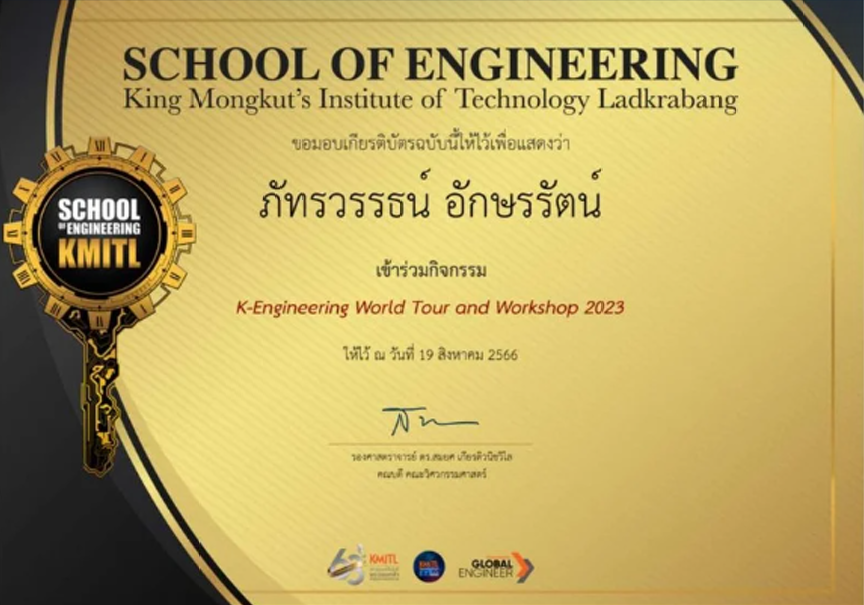 SCHOOL OF ENGINEERING
King Mongkut's Institute of Technology Ladkrabang
ขอมอบเกียรติบัตรฉบับนี้ให้ไว้เพื่อแสดงว่า
ภัทรวรรธน์ อักษรรัตน์
SCHOOL
OF ENGINEERING
KMITL
เข้าร่วมกิจกรรม
K-Engineering World Tour and Workshop 2023
ให้ไว้ ณ วันที่ 19 สิงหาคม 2566
รองศาสตราจารย์ ดร.สมยศ เกียรติวนิชวิไล
คณบดี คณะวิศวกรรมศาสตร์
KMITL
KMITL
GLOBAL
ENGINEER